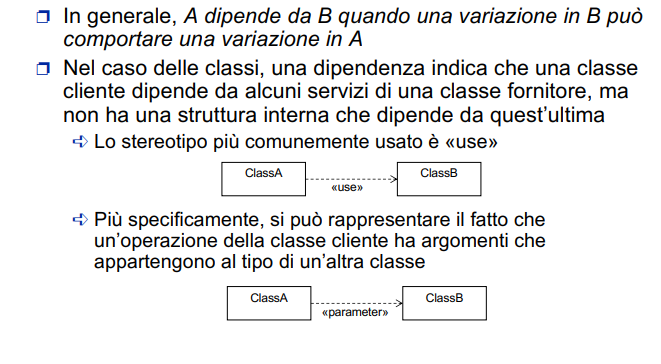 In generale, A dipende da B quando una variazione in B può
comportare una variazione in A
Nel caso delle classi, una dipendenza indica che una classe
cliente dipende da alcuni servizi di una classe fornitore, ma
non ha una struttura interna che dipende da quest'ultima
Lo stereotipo più comunemente usato è «use»
ClassA
«use»
ClassB
Più specificamente, si può rappresentare il fatto che
un'operazione della classe cliente ha argomenti che
appartengono al tipo di un'altra classe
ClassA
«parameter»
ClassB